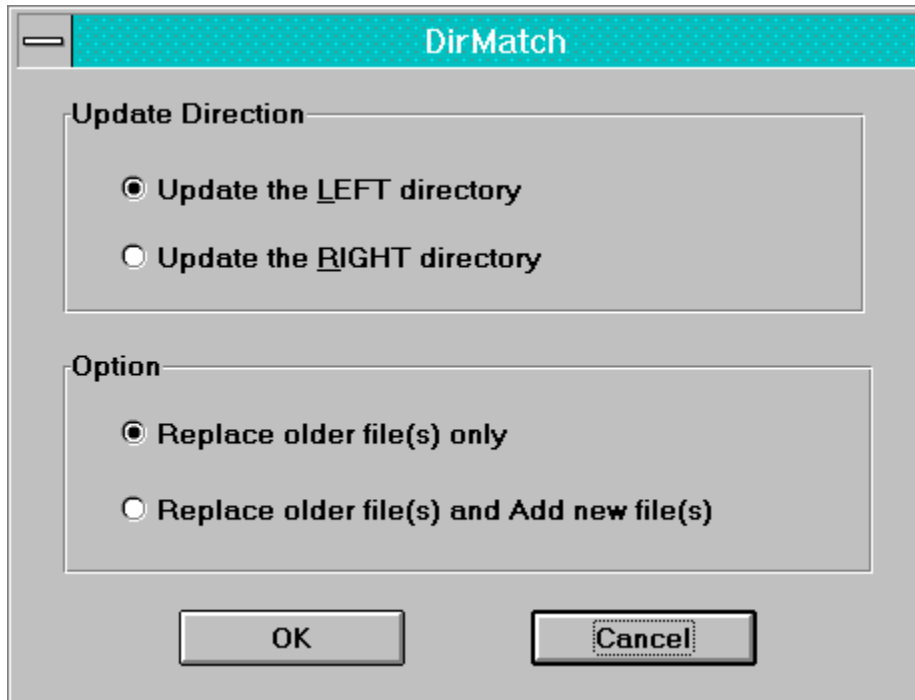 DirMatch
Update Direction
Update the LEFT directory
Update the RIGHT directory
Option
Replace older file(s) only
Replace older file(s) and Add new file(s)
OK
Cancel